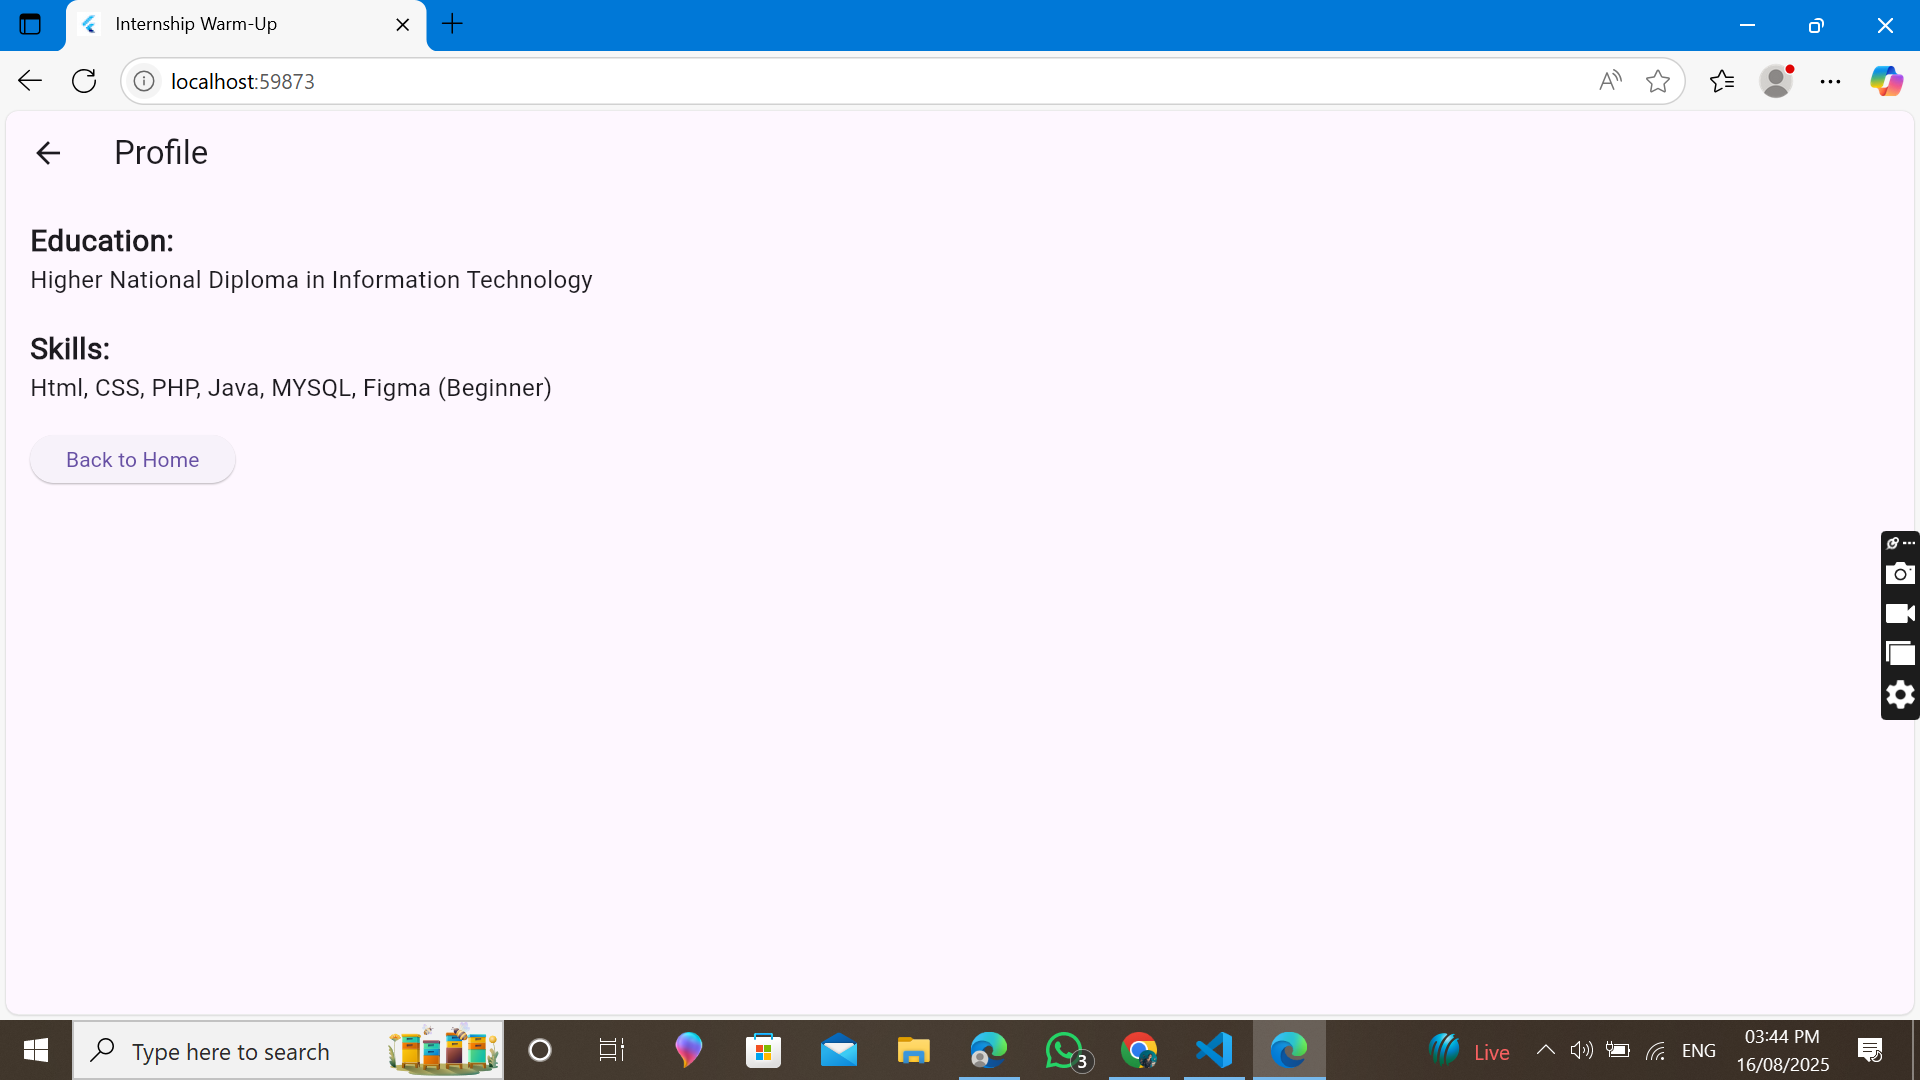 Internship Warm-Up
localhost:59873
Profile
Education:
Higher National Diploma in Information Technology
Skills:
Html, CSS, PHP, Java, MYSQL, Figma (Beginner)
Back to Home
Type here to search
3
Live
ENG
03:44 PM
16/08/2025